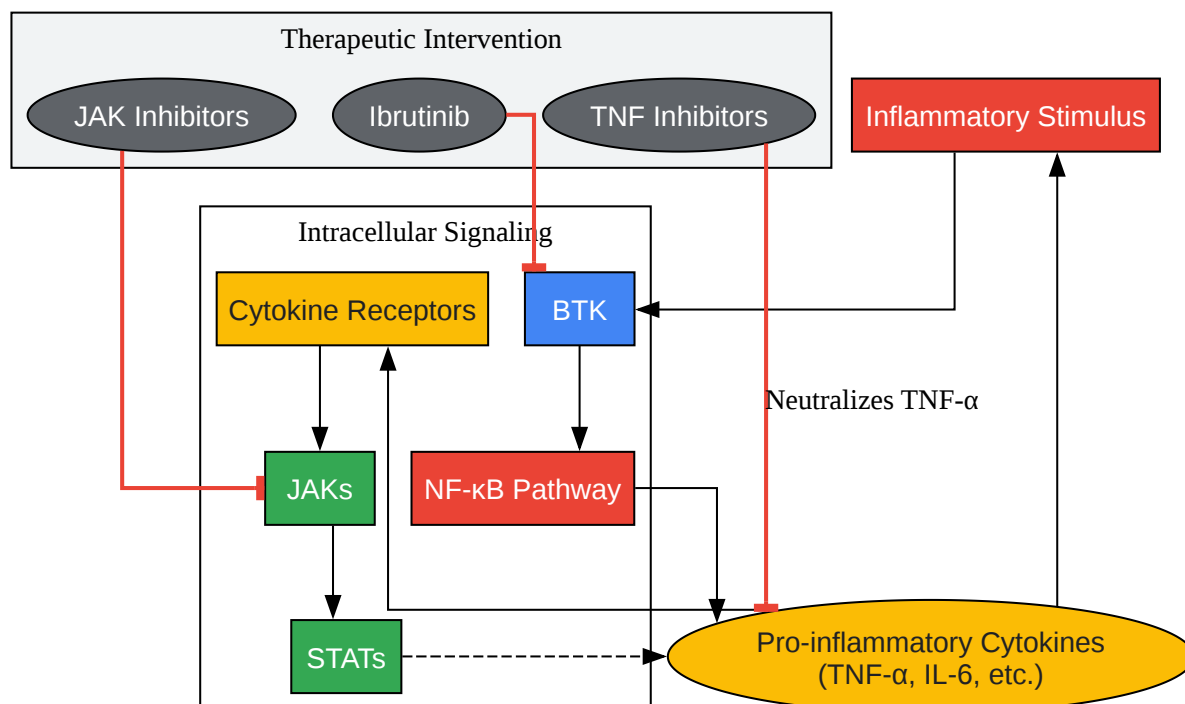 Therapeutic Intervention
JAK Inhibitors
Ibrutinib
TNF Inhibitors
Inflammatory Stimulus
Intracellular Signaling
Cytokine Receptors
BTK
Neutralizes TNF-α
JAKs
NF-κB Pathway
STATs
Pro-inflammatory Cytokines
(TNF-α, IL-6, etc.)